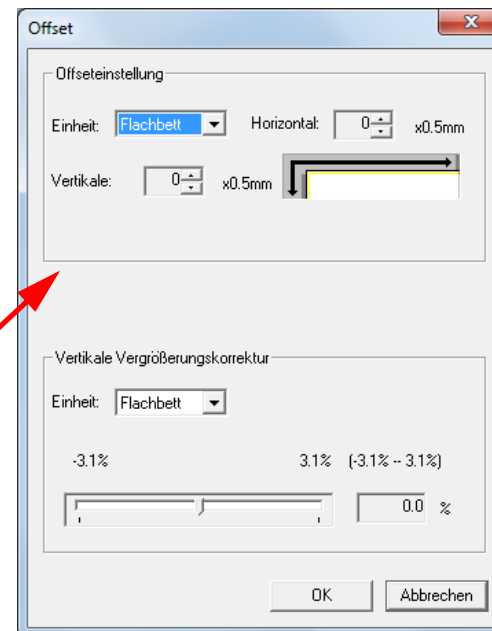 Offset
Offseteinstellung
Einheit: Flachbett Horizontal: 0 x0.5mm
Vertikale: 0 x0.5mm
Vertikale Vergrößerungskorrektur
Einheit: Flachbett
-3.1% 3.1% (-3.1% -- 3.1%)
0.0 %
OK Abbrechen